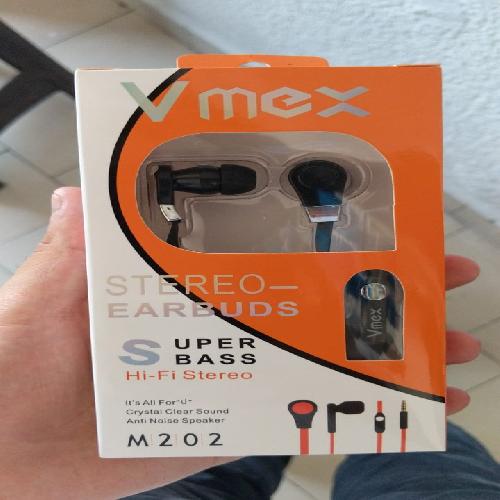 Vmex
STEREO
EARBUDS
SUPER
BASS
Hi-Fi Stereo
It's All For "U"
Crystal Clear Sound
Anti Noise Speaker
M202
Vmex